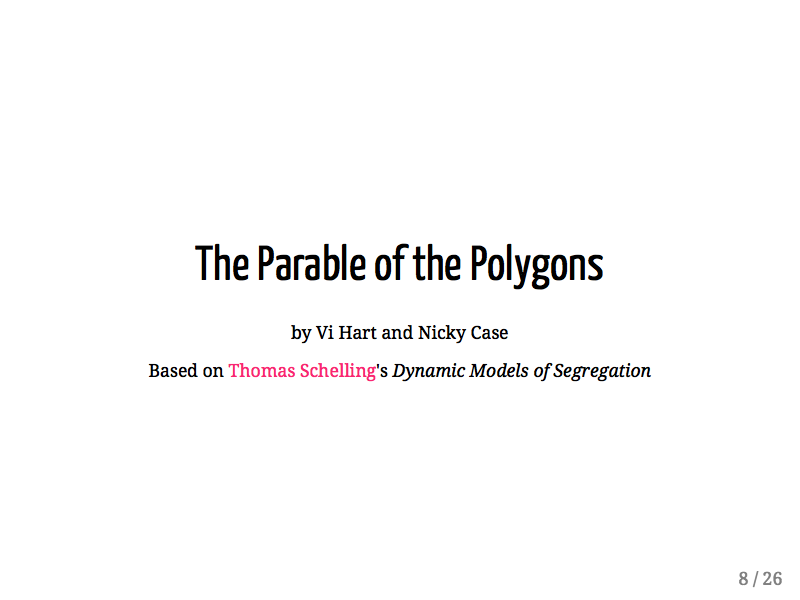 The Parable of the Polygons
by Vi Hart and Nicky Case
Based on Thomas Schelling's Dynamic Models of Segregation
8 / 26